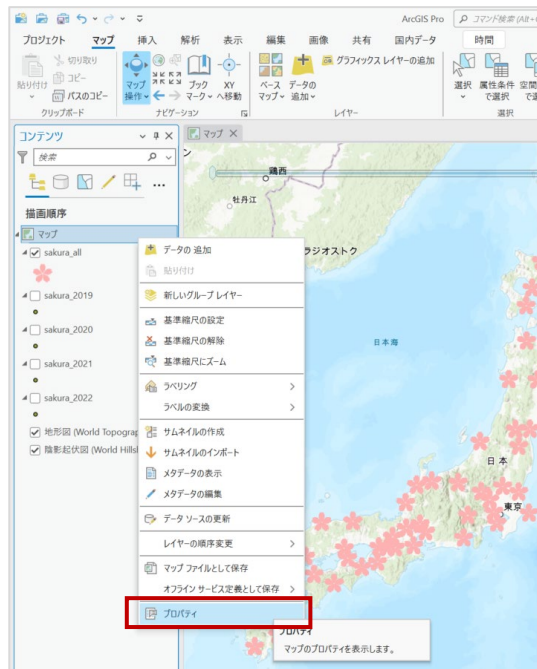 ArcGIS Pro
コマンド検索 (Alt+
プロジェクト マップ 挿入 解析 表示 編集 画像 共有 国内データ 時間
貼り付け
切り取り
コピー
パスのコピー
クリップボード
マップ操作
ブックマーク
XY へ移動
ナビゲーション
ベースマップ
データの追加
グラフィックス レイヤーの追加
レイヤー
選択
属性条件で選択
選択
コンテンツ
マップ
検索
描画順序
マップ
sakura_all
sakura_2019
sakura_2020
sakura_2021
sakura_2022
地形図 (World Topogra
陰影起伏図 (World Hills
データの 追加
貼り付け
新しいグループ レイヤー
基準縮尺の設定
基準縮尺の解除
基準縮尺にズーム
ラベリング
ラベルの変換
サムネイルの作成
サムネイルのインポート
メタデータの表示
メタデータの編集
データ ソースの更新
レイヤーの順序変更
マップ ファイルとして保存
オフライン サービス定義として保存
プロパティ
プロパティ
マップのプロパティを表示します。
鶏西
牡丹江
ラジオストク
日本海
日本
東京